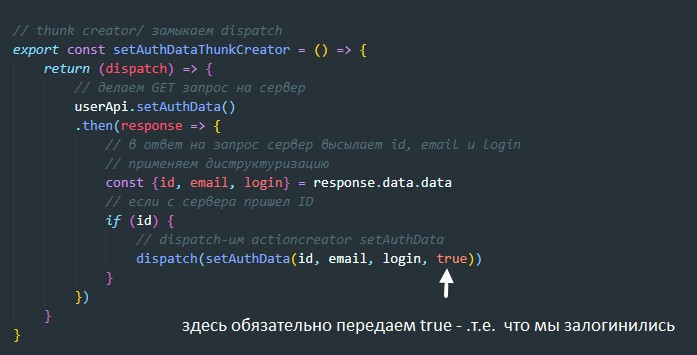 // thunk creator/ замыкаем dispatch
export const setAuthDataThunkCreator = () => {
return (dispatch) => {
// делаем GET запрос на сервер
userApi.setAuthData()
.then(response => {
// в ответ на запрос сервер высылает id, email и login
// применяем диструктуризацию
const {id, email, login} = response.data.data
// если с сервера пришел ID
if (id) {
// dispatch-им actioncreator setAuthData
dispatch(setAuthData(id, email, login, true))
}
})
}
здесь обязательно передаем true - .т.е. что мы залогинились
}